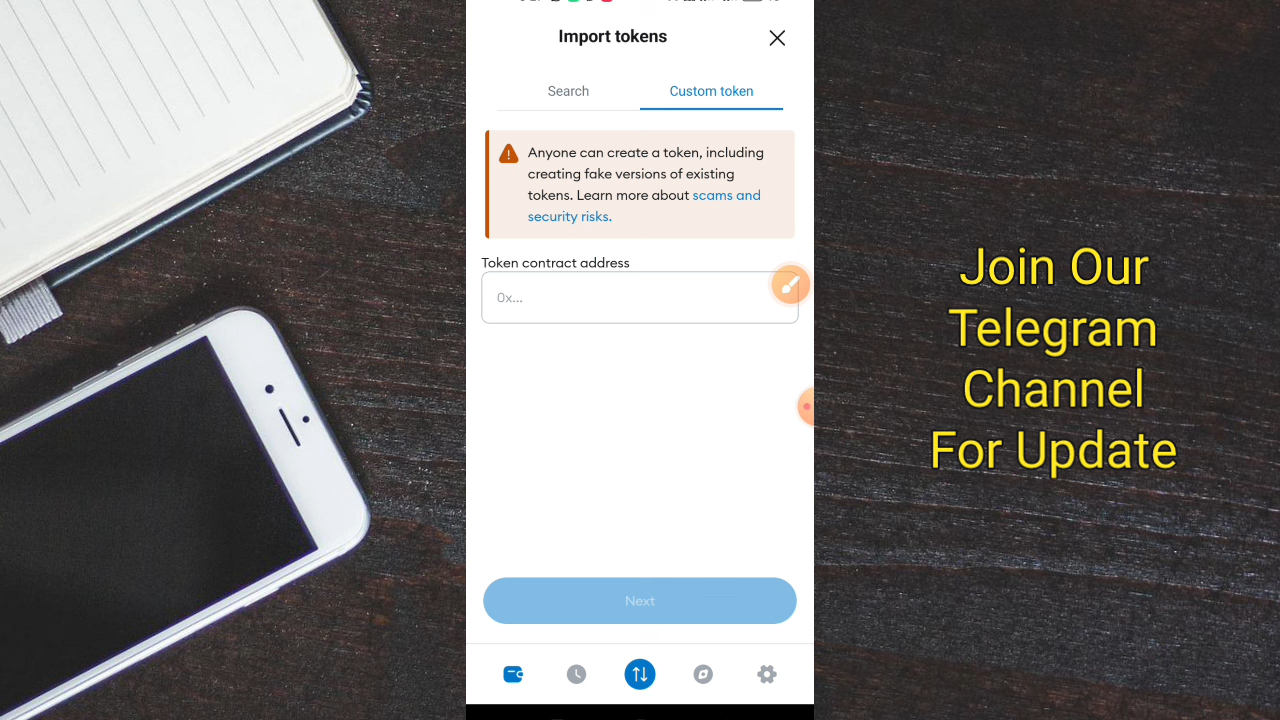 Import tokens
Search
Custom token
Anyone can create a token, including
creating fake versions of existing
tokens. Learn more about scams and
security risks.
Token contract address
0x...
Next
Join Our
Telegram
Channel
For Update